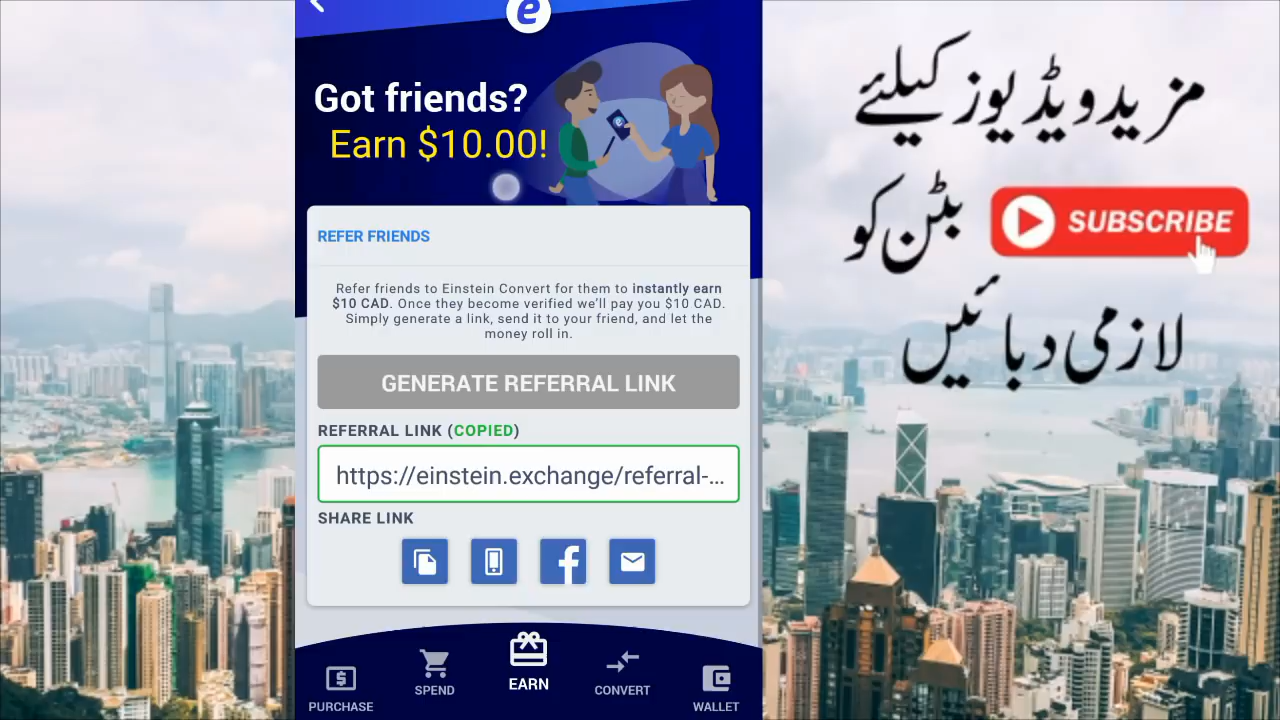 e
Got friends?
Earn $10.00!
REFER FRIENDS
Refer friends to Einstein Convert for them to instantly earn
$10 CAD. Once they become verified we'll pay you $10 CAD.
Simply generate a link, send it to your friend, and let the
money roll in.
GENERATE REFERRAL LINK
REFERRAL LINK (COPIED)
https://einstein.exchange/referral-...
SHARE LINK
PURCHASE
SPEND
EARN
CONVERT
WALLET
مزید ویڈیوز کیلئے
SUBSCRIBE بٹن کو
لازمی دبائیں